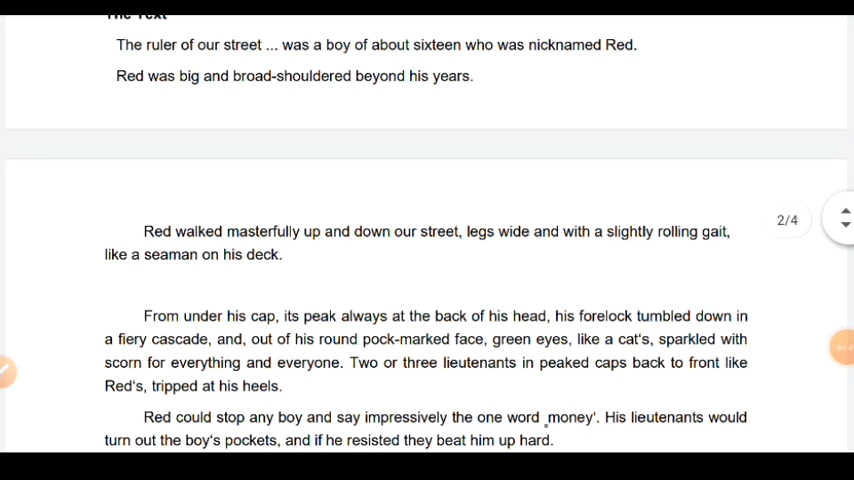 The Text
The ruler of our street ... was a boy of about sixteen who was nicknamed Red.
Red was big and broad-shouldered beyond his years.
Red walked masterfully up and down our street, legs wide and with a slightly rolling gait,
like a seaman on his deck.
2/4
From under his cap, its peak always at the back of his head, his forelock tumbled down in
a fiery cascade, and, out of his round pock-marked face, green eyes, like a cat's, sparkled with
scorn for everything and everyone. Two or three lieutenants in peaked caps back to front like
Red's, tripped at his heels.
Red could stop any boy and say impressively the one word „money‘. His lieutenants would
turn out the boy's pockets, and if he resisted they beat him up hard.